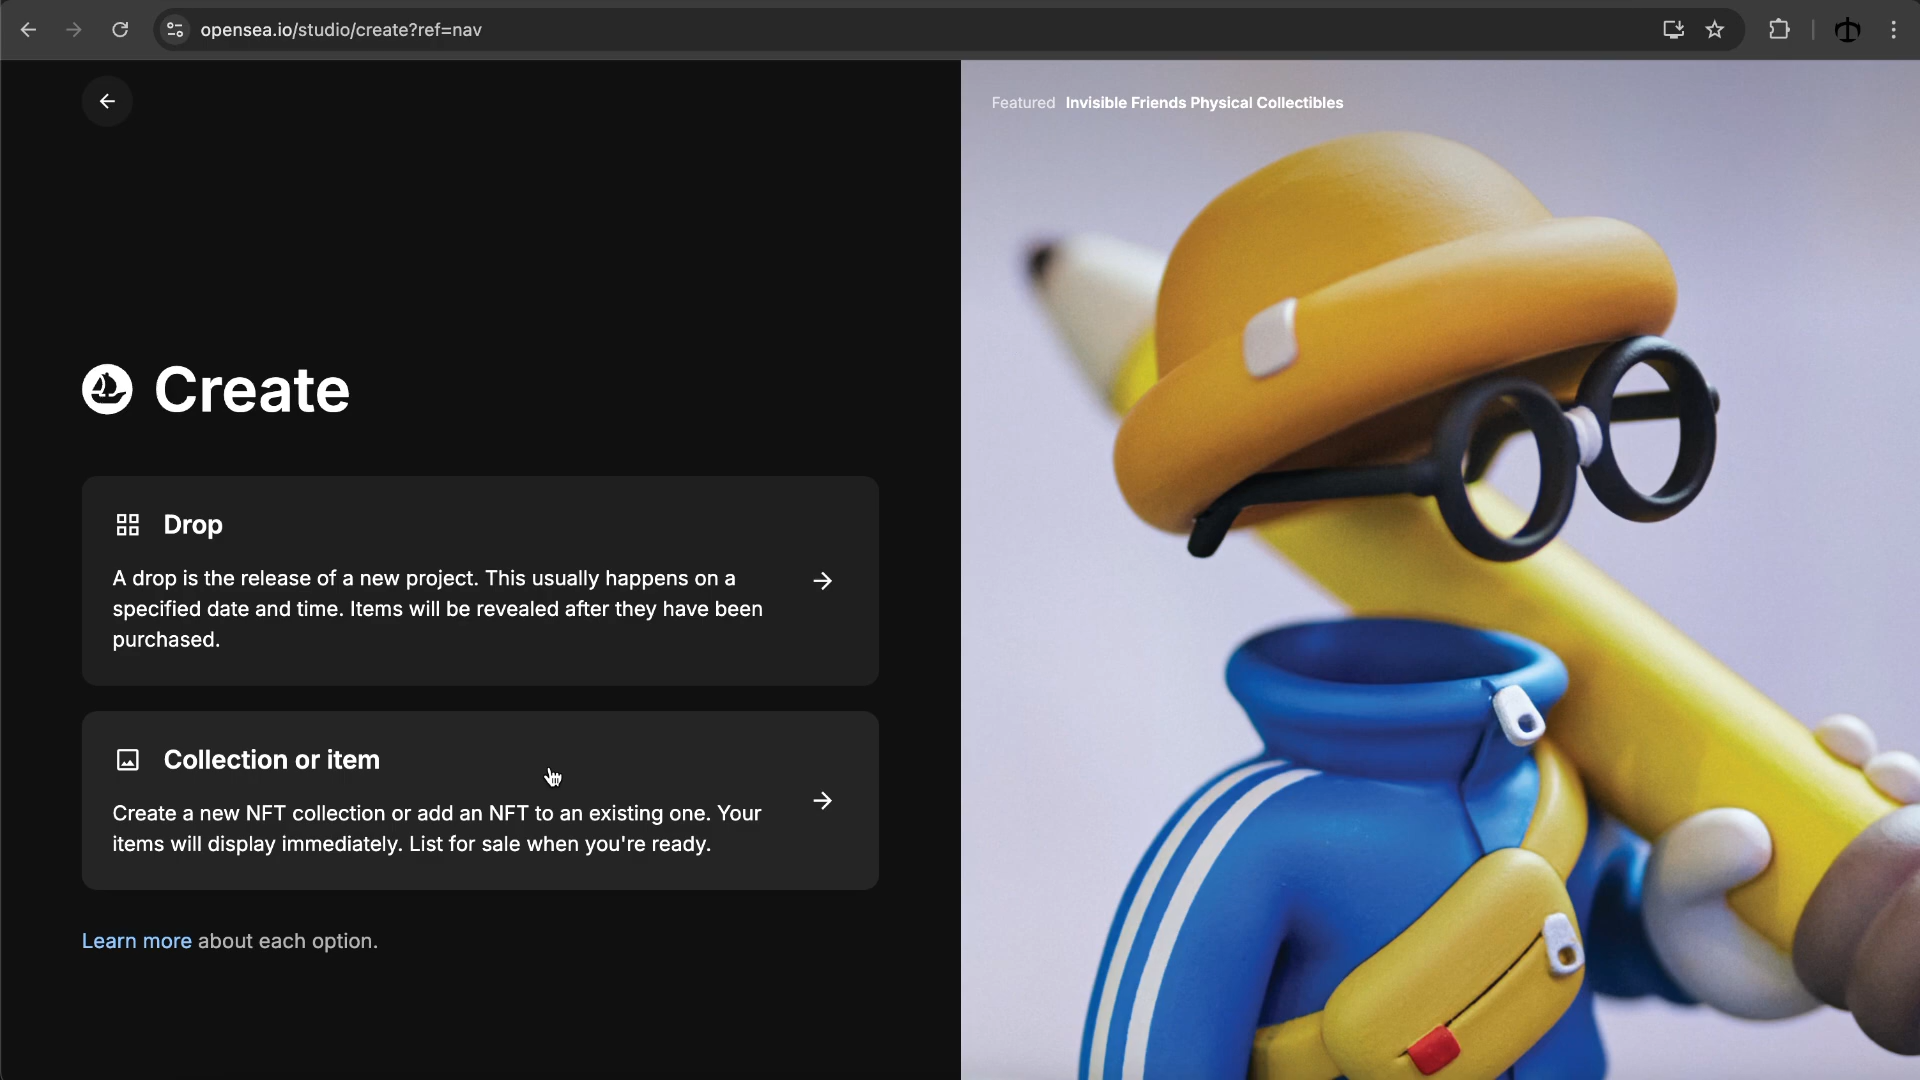 opensea.io/studio/create?ref=nav
Featured Invisible Friends Physical Collectibles
Create
Drop
A drop is the release of a new project. This usually happens on a
specified date and time. Items will be revealed after they have been
purchased.
Collection or item
Create a new NFT collection or add an NFT to an existing one. Your
items will display immediately. List for sale when you're ready.
Learn more about each option.